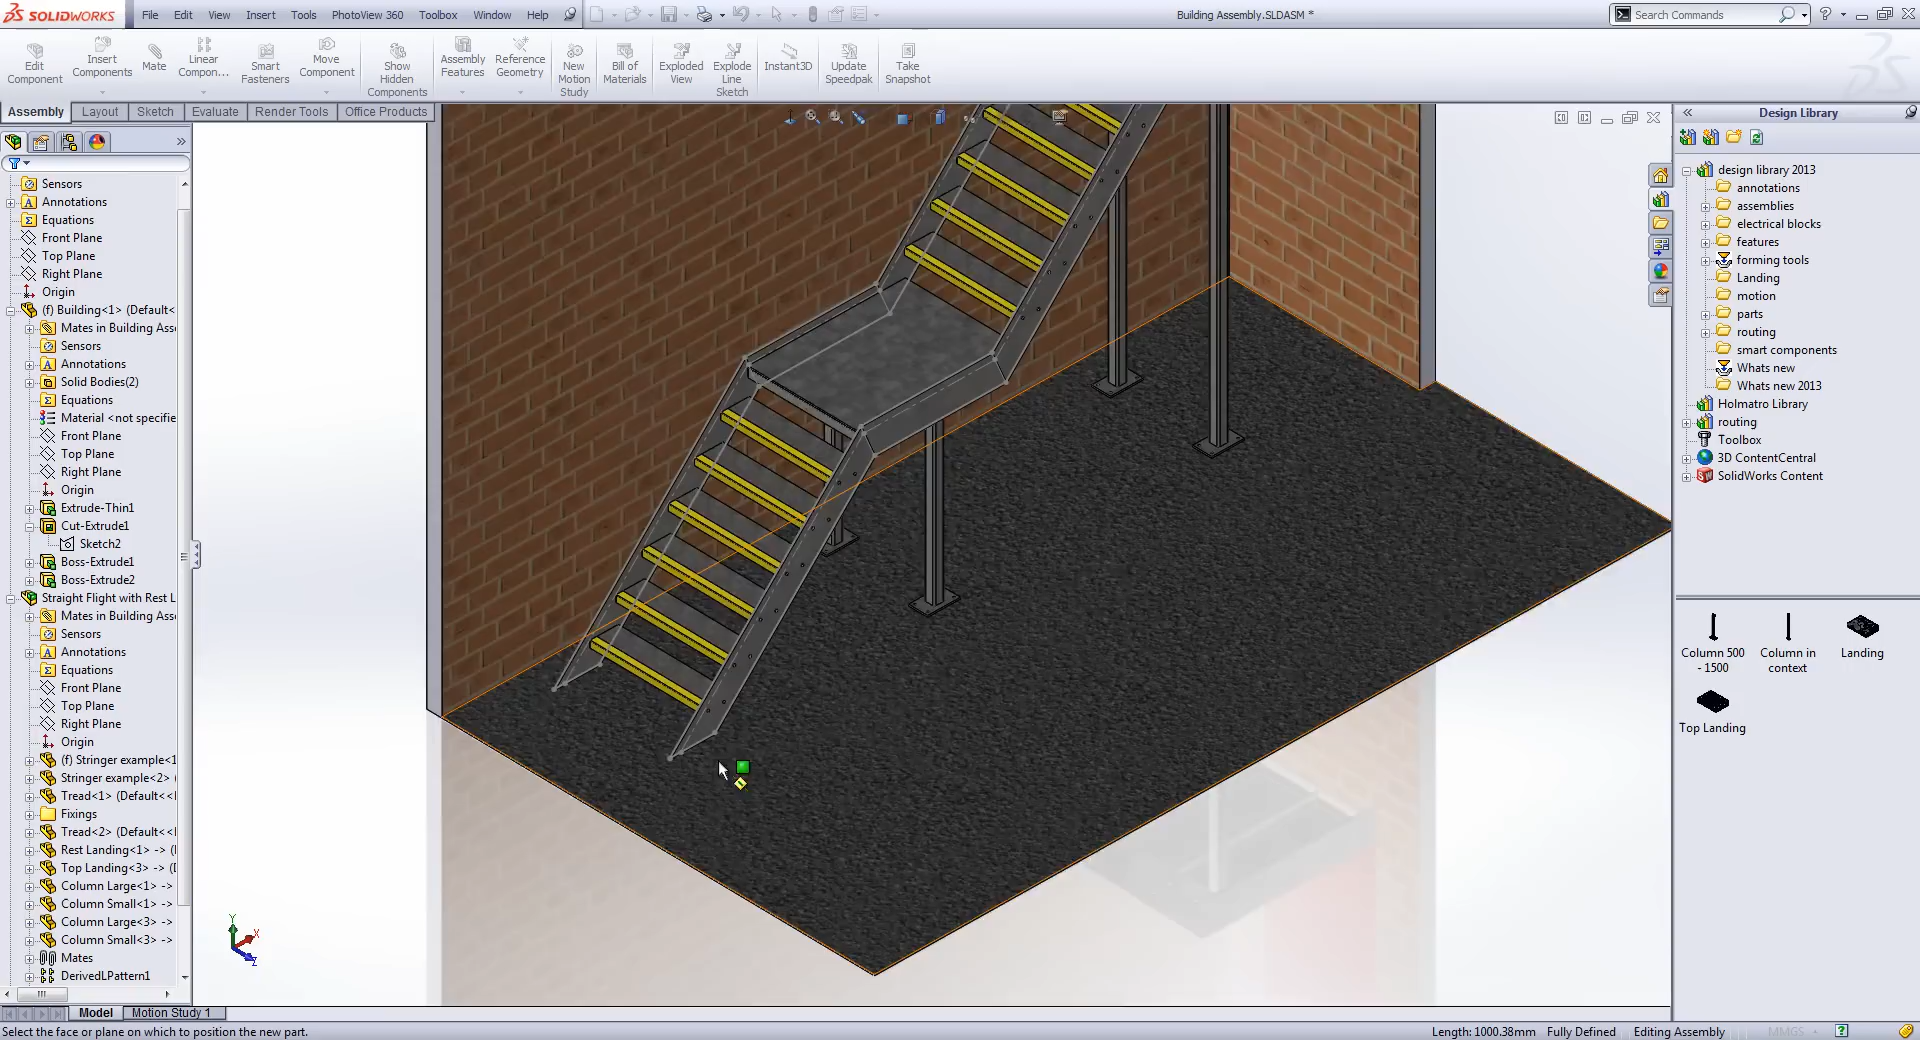 SOLIDWORKS File Edit View Insert Tools PhotoView 360 Toolbox Window Help Building Assembly.SLDASM * Search Commands
Edit Component
Insert Components
Mate
Linear Compon...
Smart Fasteners
Move Component
Show Hidden Components
Assembly Features
Reference Geometry
New Motion Study
Bill of Materials
Exploded View
Explode Line Sketch
Instant3D
Update Speedpak
Take Snapshot
Assembly Layout Sketch Evaluate Render Tools Office Products
Sensors
Annotations
Equations
Front Plane
Top Plane
Right Plane
Origin
(f) Building<1> (Default<
Mates in Building Ass
Sensors
Annotations
Solid Bodies(2)
Equations
Material <not specifie
Front Plane
Top Plane
Right Plane
Origin
Extrude-Thin1
Cut-Extrude1
Sketch2
Boss-Extrude1
Boss-Extrude2
Straight Flight with Rest L
Mates in Building Ass
Sensors
Annotations
Equations
Front Plane
Top Plane
Right Plane
Origin
(f) Stringer example<1
Stringer example<2> (
Tread<1> (Default<<I
Fixings
Tread<2> (Default<<I
Rest Landing<1> -> (I
Top Landing<3> -> (D
Column Large<1> ->
Column Small<1> ->
Column Large<3> ->
Column Small<3> ->
Mates
DerivedLPattern1
Y
X
Z
Design Library
design library 2013
annotations
assemblies
electrical blocks
features
forming tools
Landing
motion
parts
routing
smart components
Whats new
Whats new 2013
Holmatro Library
routing
Toolbox
3D ContentCentral
SolidWorks Content
Column 500 - 1500
Column in context
Landing
Top Landing
Model Motion Study 1
Select the face or plane on which to position the new part. Length: 1000.38mm Fully Defined Editing Assembly MMGS